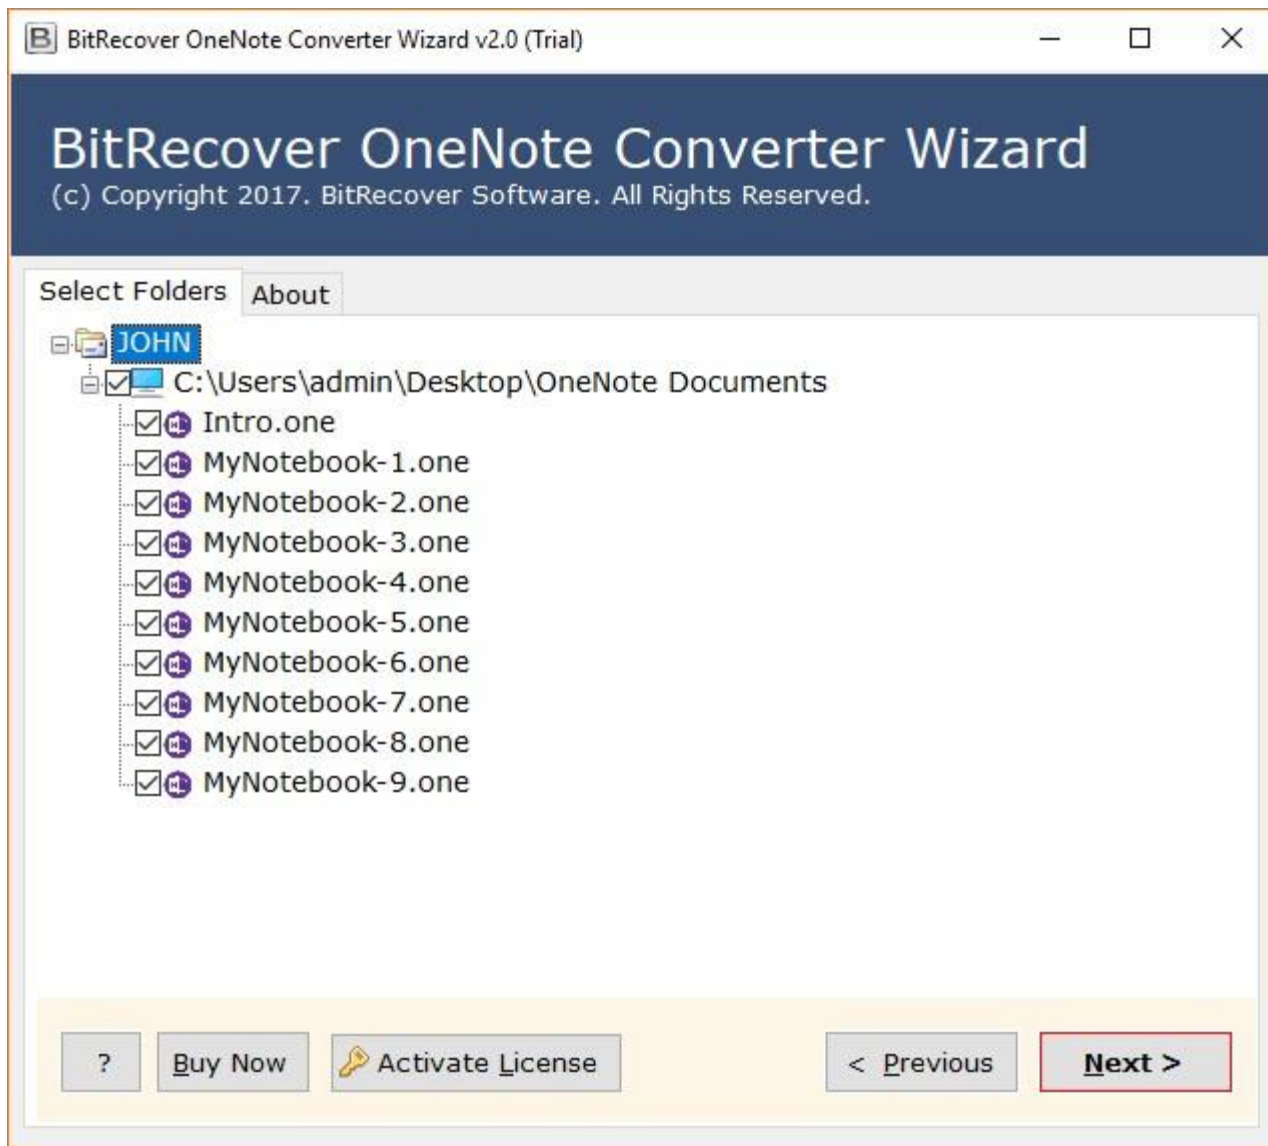 BitRecover OneNote Converter Wizard v2.0 (Trial)
BitRecover OneNote Converter Wizard
(c) Copyright 2017. BitRecover Software. All Rights Reserved.
Select Folders About
JOHN
C:\Users\admin\Desktop\OneNote Documents
Intro.one
MyNotebook-1.one
MyNotebook-2.one
MyNotebook-3.one
MyNotebook-4.one
MyNotebook-5.one
MyNotebook-6.one
MyNotebook-7.one
MyNotebook-8.one
MyNotebook-9.one
? Buy Now Activate License < Previous Next >